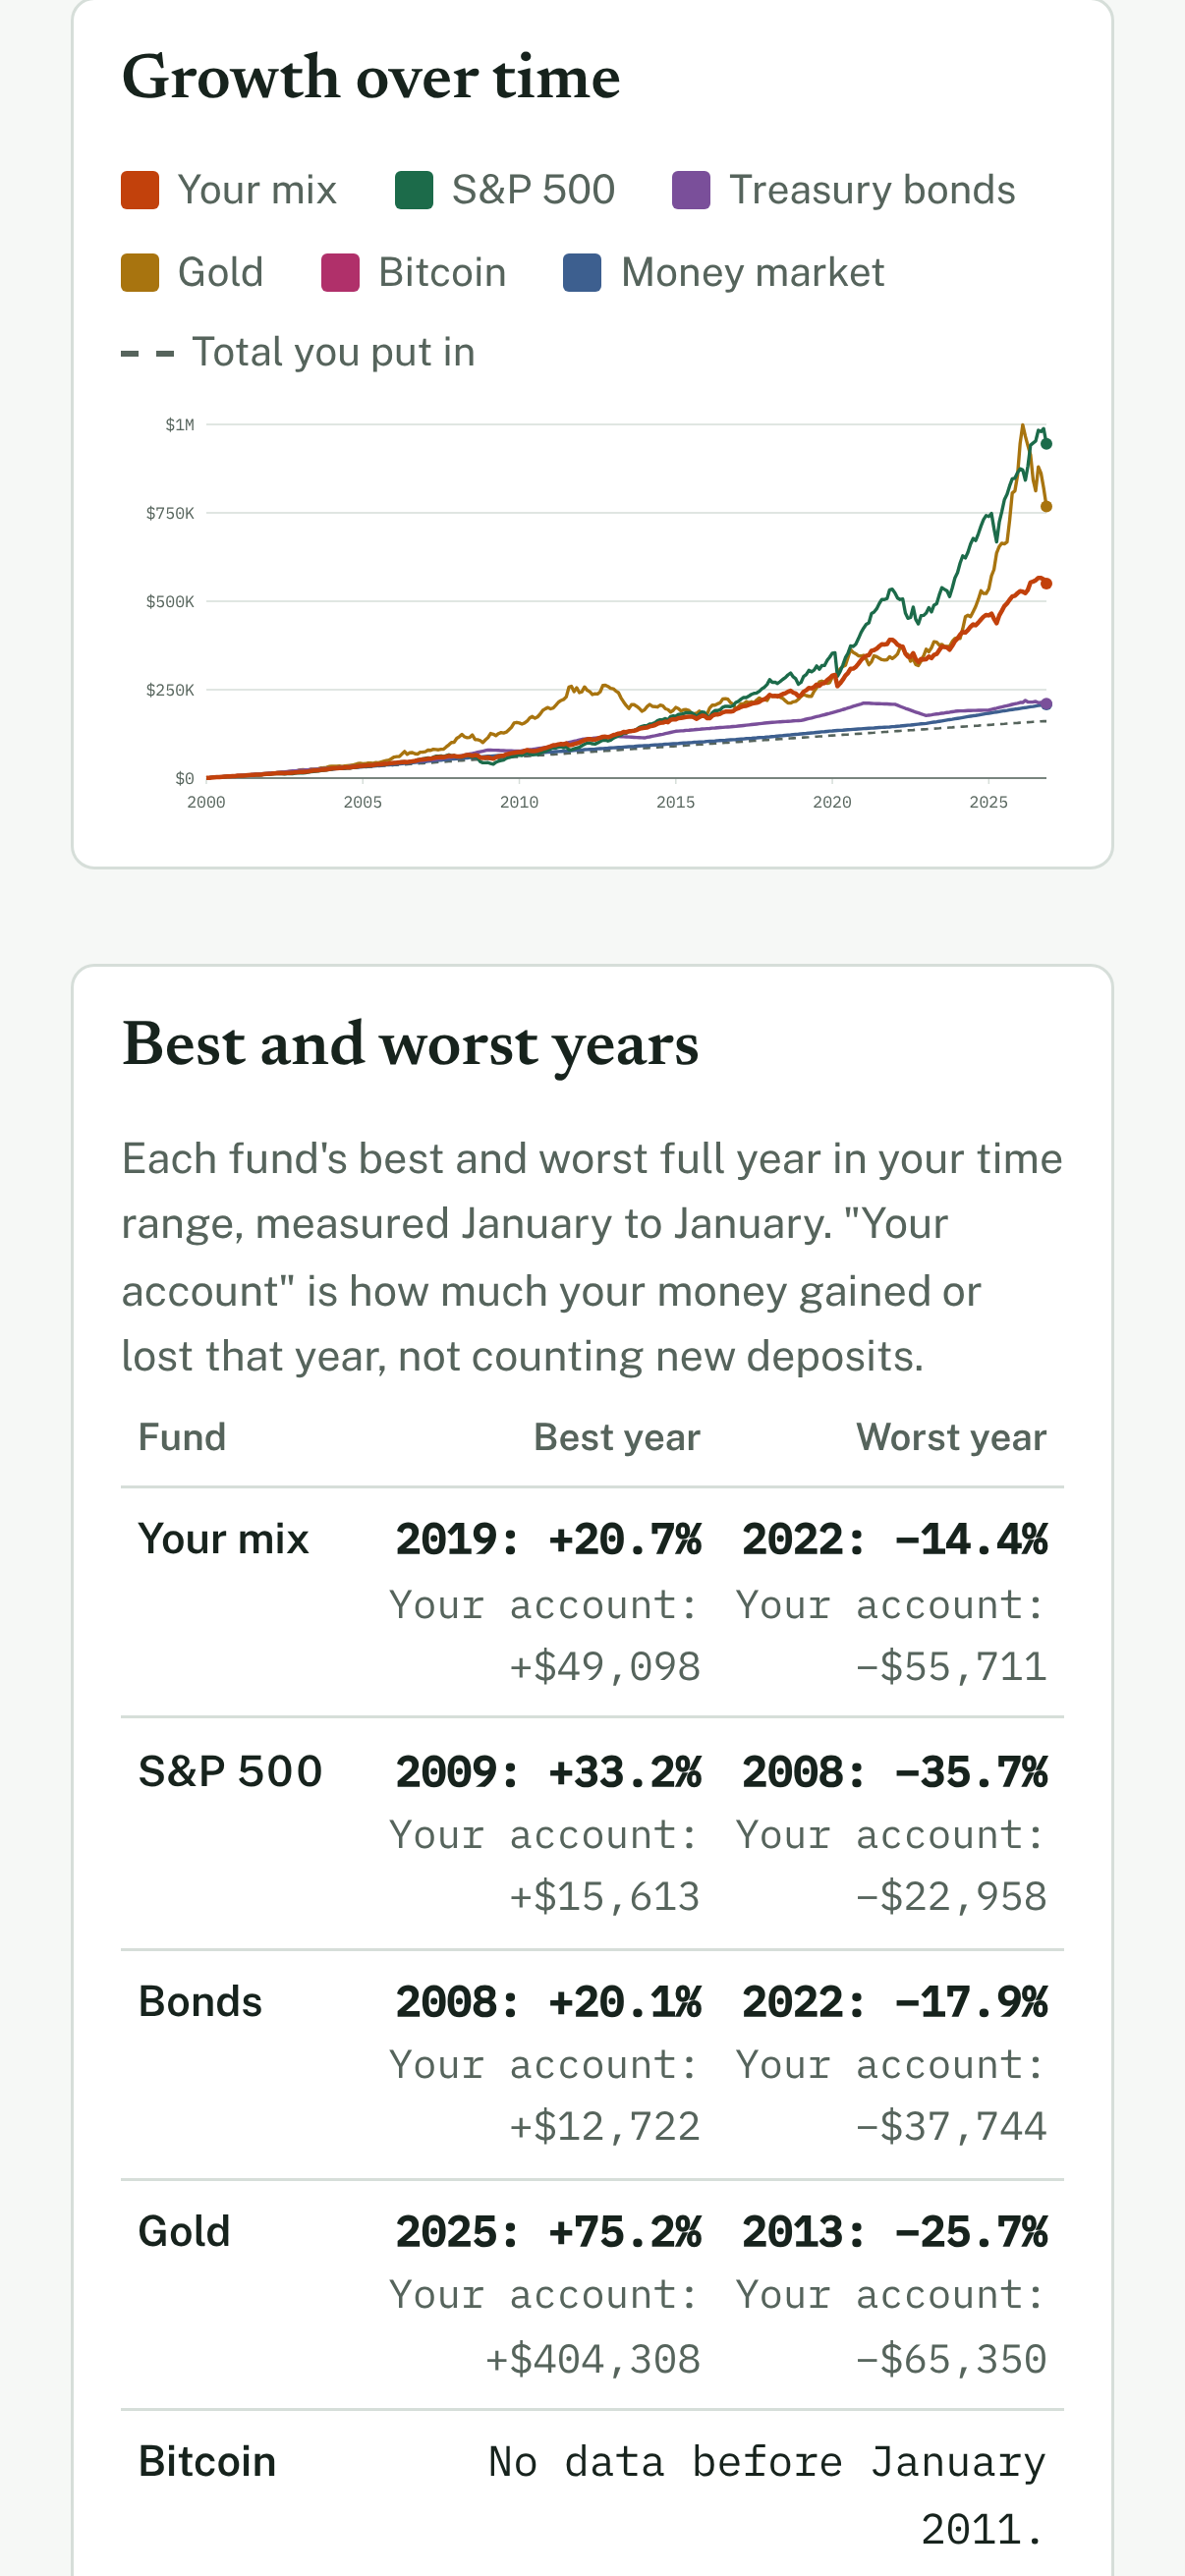 Growth over time
Your mix S&P 500 Treasury bonds
Gold Bitcoin Money market
Total you put in
$1M
$750K
$500K
$250K
$0
2000 2005 2010 2015 2020 2025
Best and worst years
Each fund's best and worst full year in your time
range, measured January to January. "Your
account" is how much your money gained or
lost that year, not counting new deposits.
Fund Best year Worst year
Your mix 2019: +20.7% 2022: −14.4%
Your account: Your account:
+$49,098 −$55,711
S&P 500 2009: +33.2% 2008: −35.7%
Your account: Your account:
+$15,613 −$22,958
Bonds 2008: +20.1% 2022: −17.9%
Your account: Your account:
+$12,722 −$37,744
Gold 2025: +75.2% 2013: −25.7%
Your account: Your account:
+$404,308 −$65,350
Bitcoin No data before January
2011.